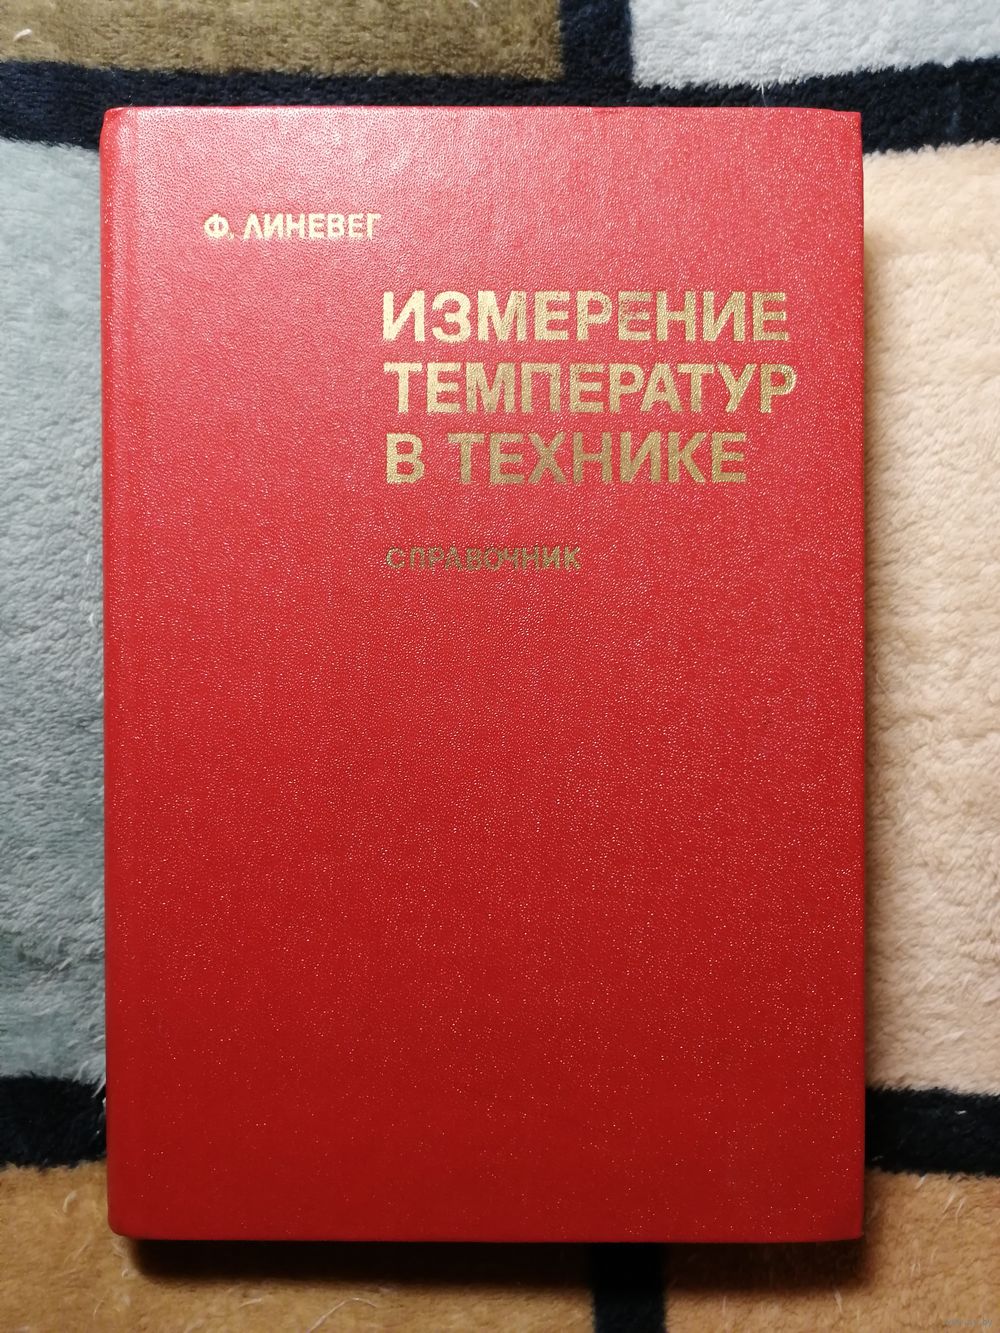 Ф. ЛИНЕВЕГ
ИЗМЕРЕНИЕ
ТЕМПЕРАТУР
В ТЕХНИКЕ
СПРАВОЧНИК